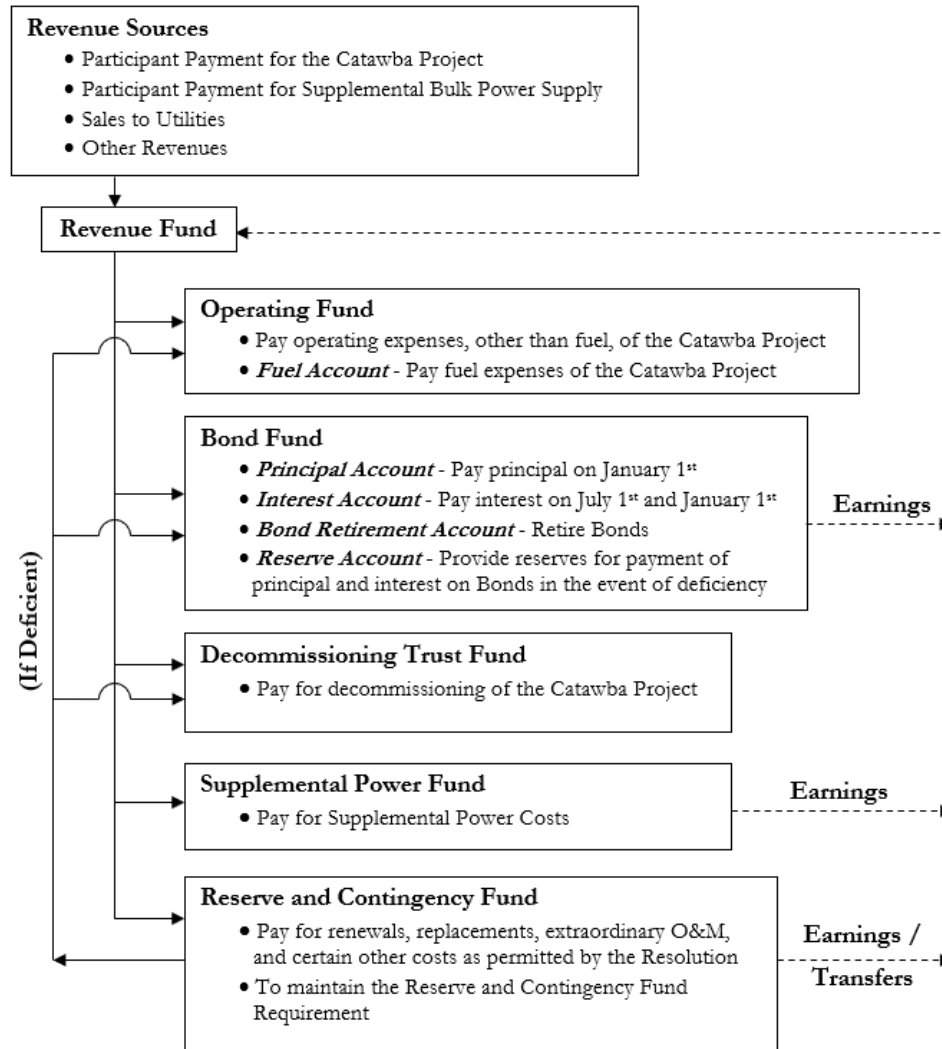 Revenue Sources
• Participant Payment for the Catawba Project
• Participant Payment for Supplemental Bulk Power Supply
• Sales to Utilities
• Other Revenues
Revenue Fund
Operating Fund
• Pay operating expenses, other than fuel, of the Catawba Project
• Fuel Account - Pay fuel expenses of the Catawba Project
Bond Fund
• Principal Account - Pay principal on January 1st
• Interest Account - Pay interest on July 1st and January 1st
• Bond Retirement Account - Retire Bonds
• Reserve Account - Provide reserves for payment of
principal and interest on Bonds in the event of deficiency
Earnings
(If Deficient)
Decommissioning Trust Fund
• Pay for decommissioning of the Catawba Project
Supplemental Power Fund
• Pay for Supplemental Power Costs
Earnings
Reserve and Contingency Fund
• Pay for renewals, replacements, extraordinary O&M,
and certain other costs as permitted by the Resolution
• To maintain the Reserve and Contingency Fund
Requirement
Earnings /
Transfers